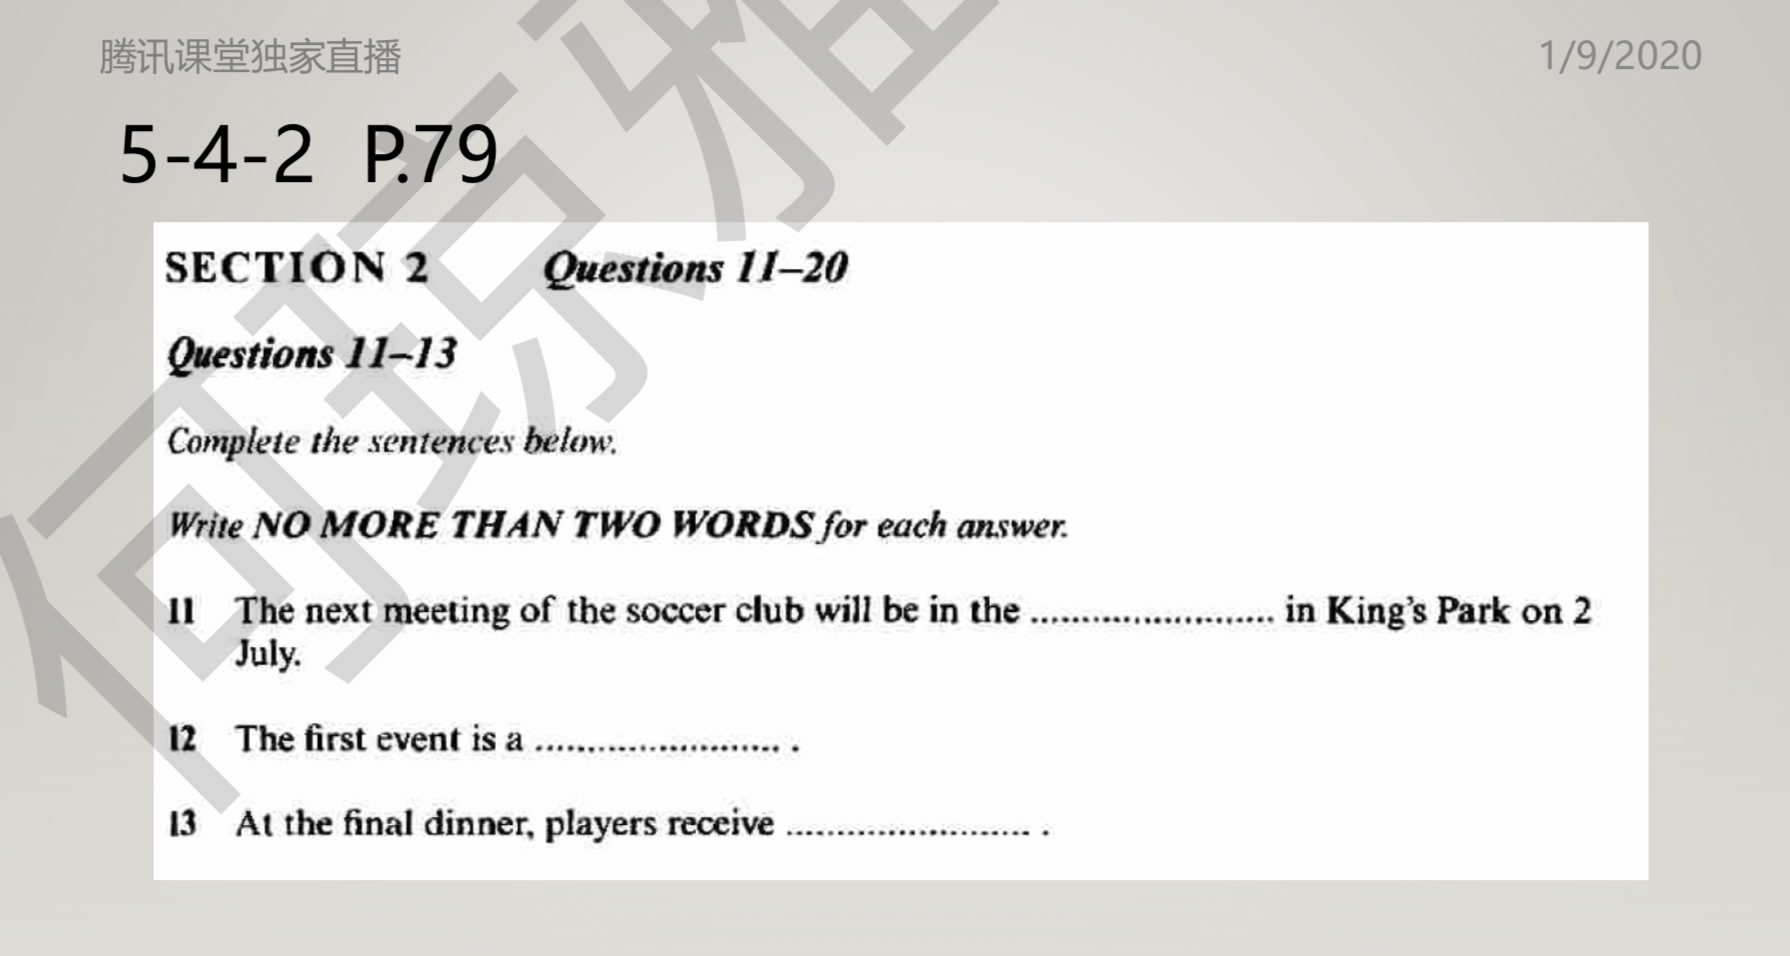 腾讯课堂独家直播
1/9/2020
5-4-2 P.79
SECTION 2 Questions 11–20
Questions 11–13
Complete the sentences below.
Write NO MORE THAN TWO WORDS for each answer.
11 The next meeting of the soccer club will be in the ........................ in King's Park on 2
July.
12 The first event is a ........................ .
13 At the final dinner, players receive ........................ .
何琼雅